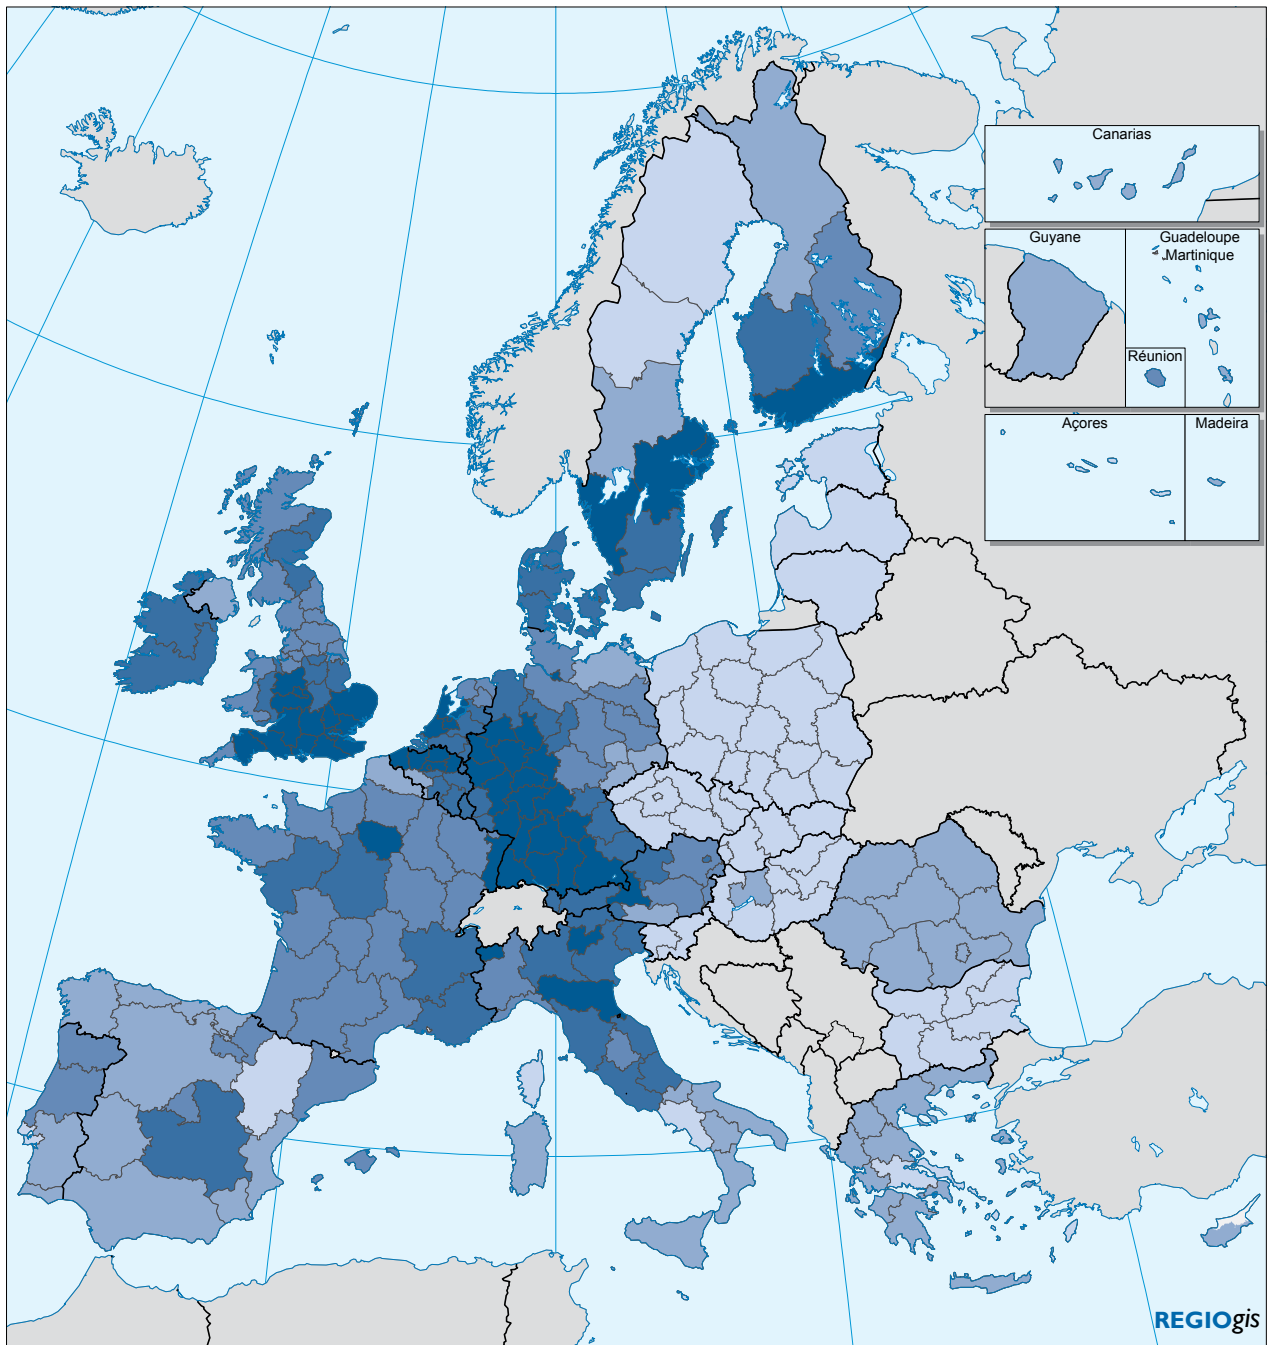 Canarias
Guyane
Guadeloupe
Martinique
Réunion
Açores
Madeira
REGIOgis